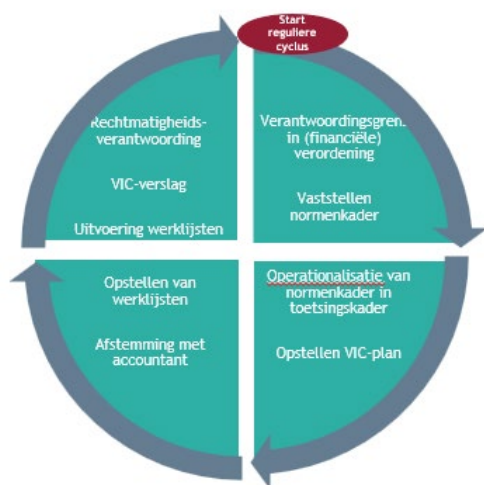 Start
reguliere
cyclus
Verantwoordingsgrens
in (financiële)
verordening
Vaststellen
normenkader
Operationalisatie van
normenkader in
toetsingskader
Opstellen VIC-plan
Opstellen van
werklijsten
Afstemming met
accountant
Rechtmatigheids-
verantwoording
VIC-verslag
Uitvoering werklijsten